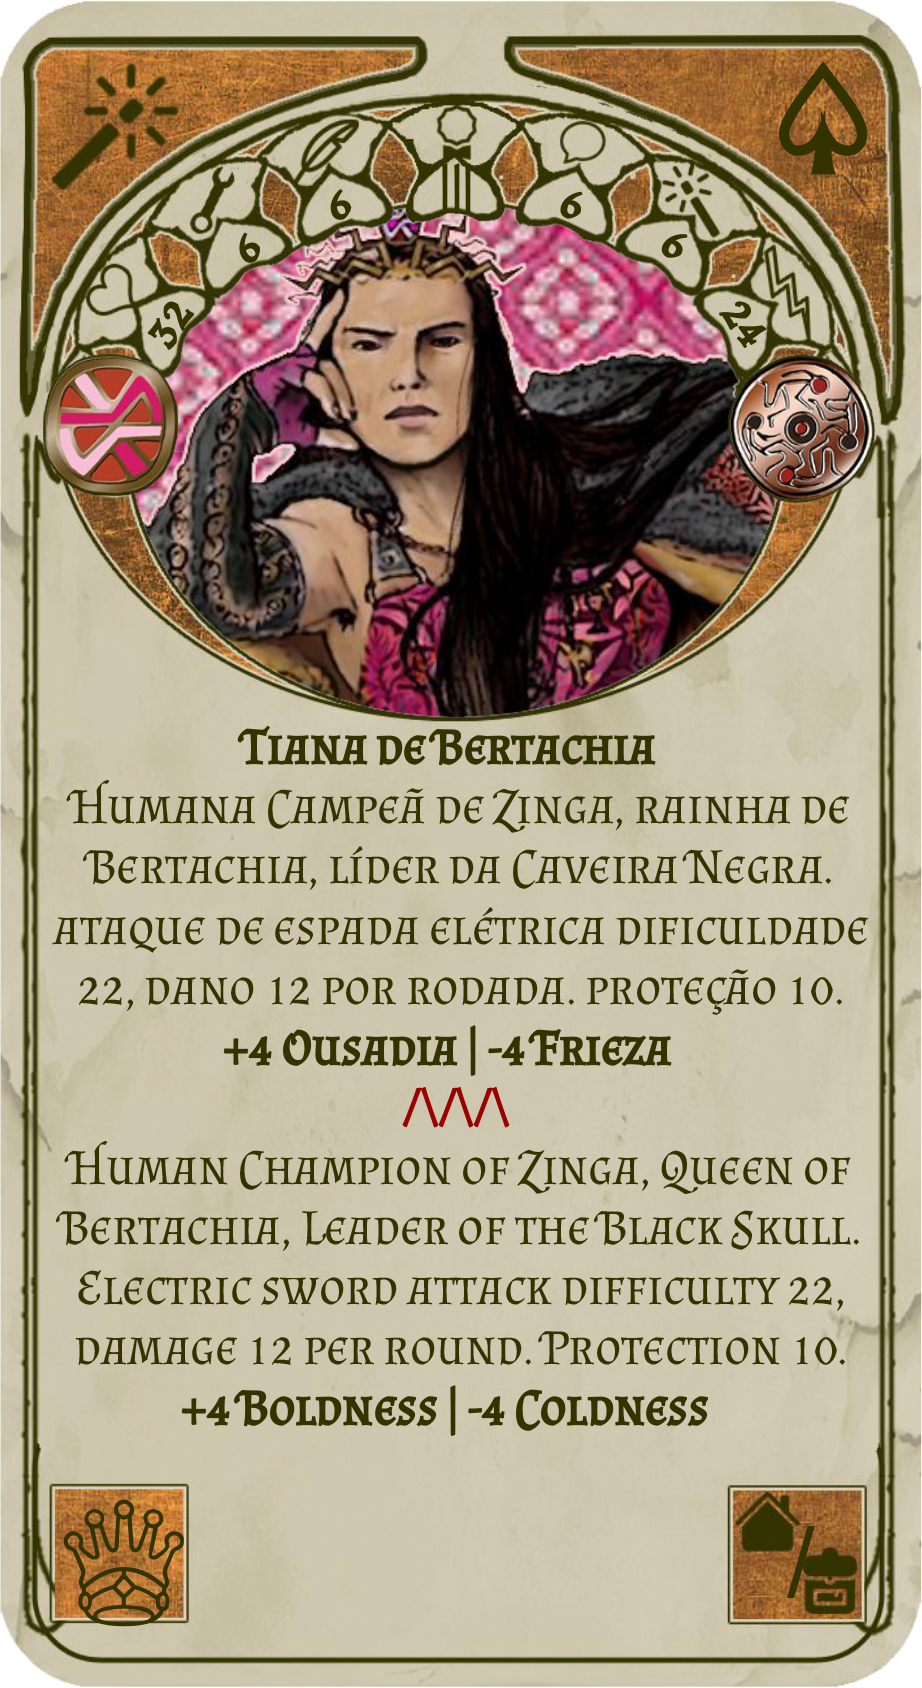 6 6
6 6
32 24
Tiana de Bertachia
Humana Campeã de Zinga, rainha de
Bertachia, líder da Caveira Negra.
ataque de espada elétrica dificuldade
22, dano 12 por rodada. proteção 10.
+4 Ousadia | -4 Frieza
Human Champion of Zinga, Queen of
Bertachia, Leader of the Black Skull.
Electric sword attack difficulty 22,
damage 12 per round. Protection 10.
+4 Boldness | -4 Coldness